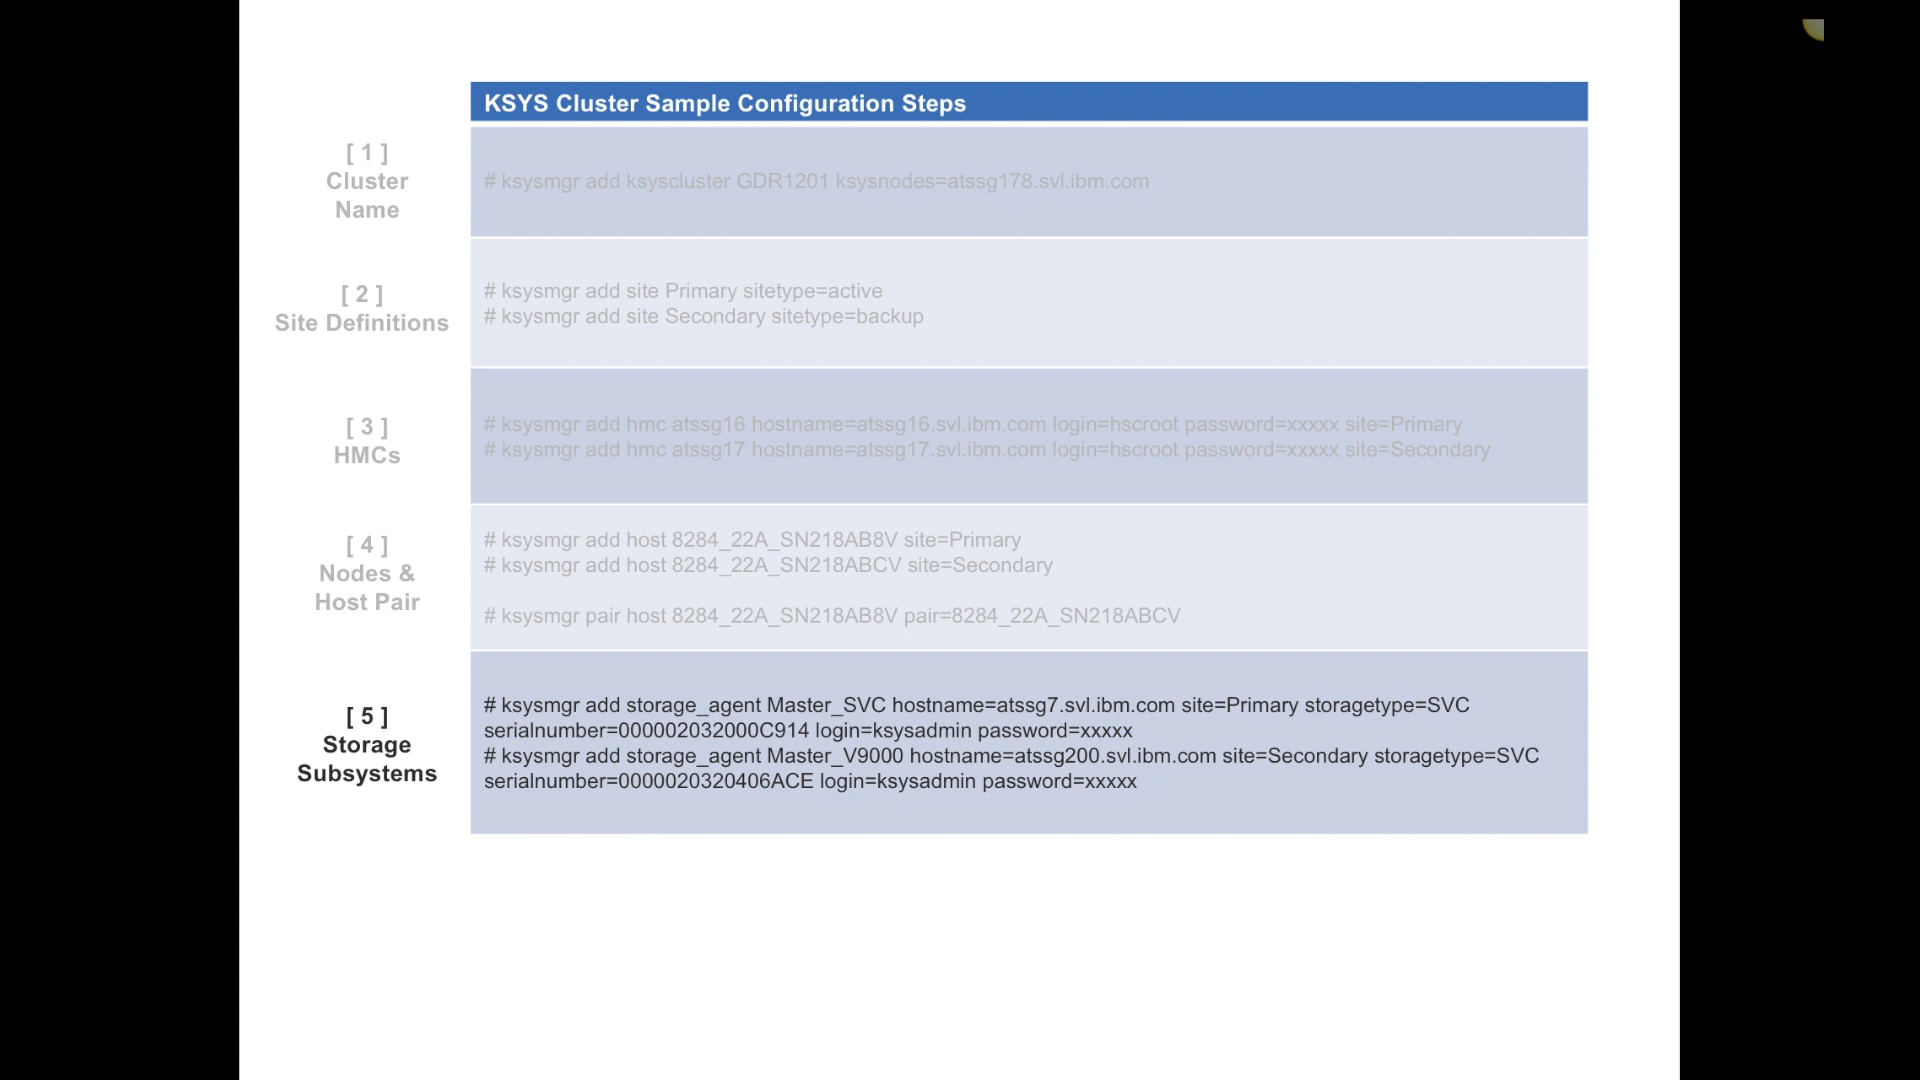 KSYS Cluster Sample Configuration Steps
[ 1 ]
Cluster
Name
# ksysmgr add ksyscluster GDR1201 ksysnodes=atssg178.svl.ibm.com
[ 2 ]
Site Definitions
# ksysmgr add site Primary sitetype=active
# ksysmgr add site Secondary sitetype=backup
[ 3 ]
HMCs
# ksysmgr add hmc atssg16 hostname=atssg16.svl.ibm.com login=hscroot password=xxxxx site=Primary
# ksysmgr add hmc atssg17 hostname=atssg17.svl.ibm.com login=hscroot password=xxxxx site=Secondary
[ 4 ]
Nodes &
Host Pair
# ksysmgr add host 8284_22A_SN218AB8V site=Primary
# ksysmgr add host 8284_22A_SN218ABCV site=Secondary
# ksysmgr pair host 8284_22A_SN218AB8V pair=8284_22A_SN218ABCV
[ 5 ]
Storage
Subsystems
# ksysmgr add storage_agent Master_SVC hostname=atssg7.svl.ibm.com site=Primary storagetype=SVC
serialnumber=000002032000C914 login=ksysadmin password=xxxxx
# ksysmgr add storage_agent Master_V9000 hostname=atssg200.svl.ibm.com site=Secondary storagetype=SVC
serialnumber=0000020320406ACE login=ksysadmin password=xxxxx